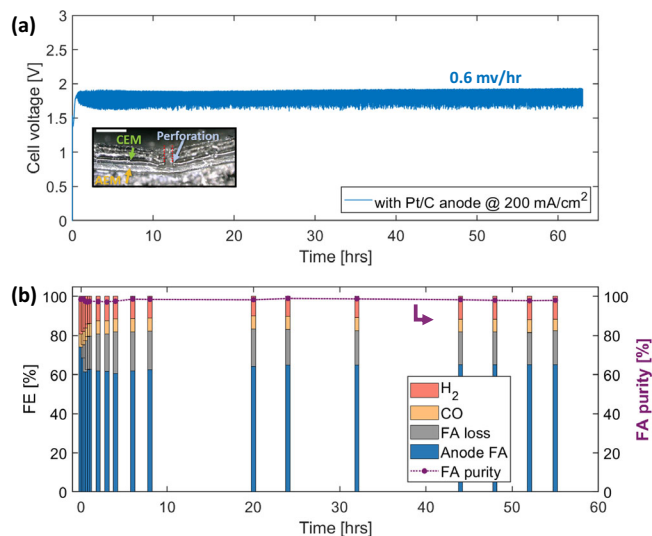 (a)
3
2.5
2
1.5
1
0.5
0
Cell voltage [V]
0.6 mv/hr
CEM
Perforation
AEM
with Pt/C anode @ 200 mA/cm²
0 10 20 30 40 50 60
Time [hrs]
(b)
100
80
60
40
20
0
FE [%]
H₂
CO
FA loss
Anode FA
FA purity
100
80
60
40
20
0
FA purity [%]
0 10 20 30 40 50 60
Time [hrs]